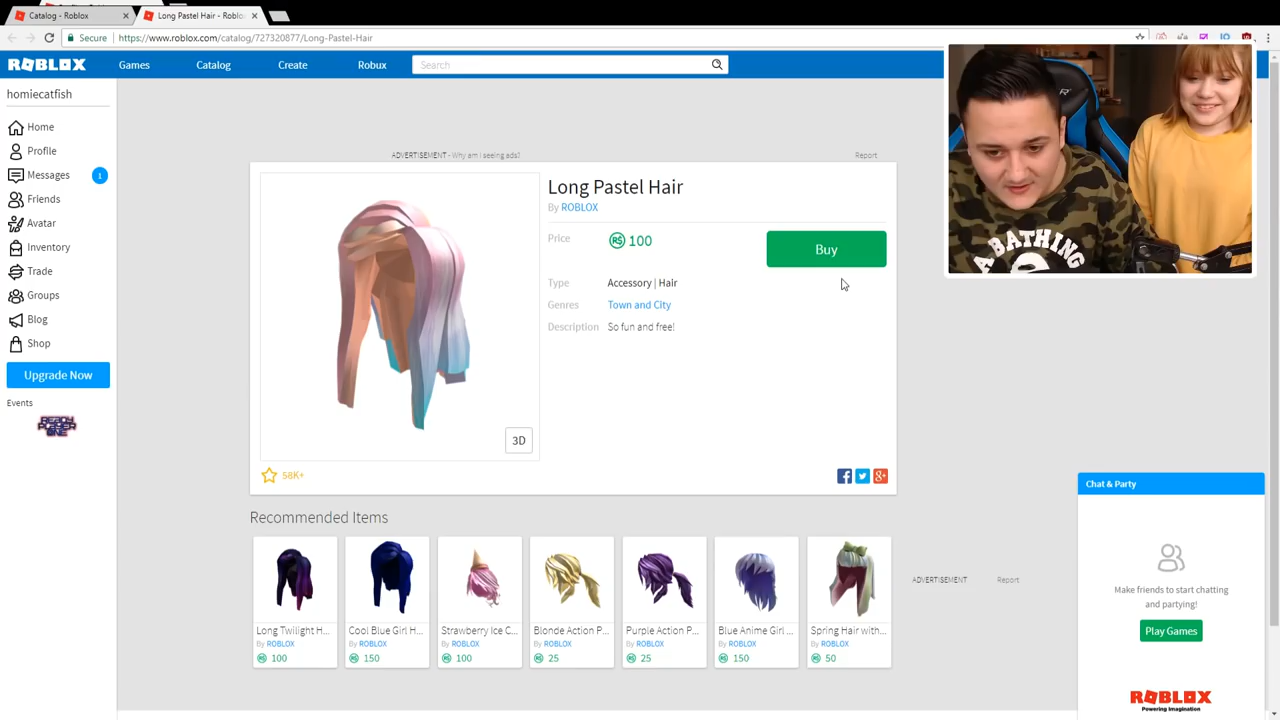 Catalog - Roblox
Long Pastel Hair - Roblo
Secure
https://www.roblox.com/catalog/727320877/Long-Pastel-Hair
ROBLOX
Games
Catalog
Create
Robux
Search
homiecatfish
Home
Profile
Messages
1
Friends
Avatar
Inventory
Trade
Groups
Blog
Shop
Upgrade Now
Events
READY PLAYER ONE
ADVERTISEMENT - Why am I seeing ads?
Report
Long Pastel Hair
By ROBLOX
Price
R$ 100
Buy
Type
Accessory | Hair
Genres
Town and City
Description
So fun and free!
3D
58K+
A BATHING
Recommended Items
Long Twilight H...
By ROBLOX
R$ 100
Cool Blue Girl H...
By ROBLOX
R$ 150
Strawberry Ice C...
By ROBLOX
R$ 100
Blonde Action P...
By ROBLOX
R$ 25
Purple Action P...
By ROBLOX
R$ 25
Blue Anime Girl ...
By ROBLOX
R$ 150
Spring Hair with...
By ROBLOX
R$ 50
ADVERTISEMENT
Report
Chat & Party
Make friends to start chatting
and partying!
Play Games
ROBLOX
Powering Imagination